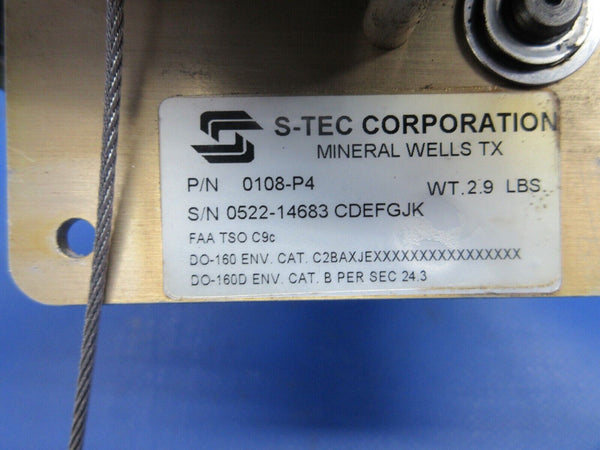 S-TEC CORPORATION
MINERAL WELLS TX
P/N 0108-P4 WT. 2.9 LBS.
S/N 0522-14683 CDEFGJK
FAA TSO C9c
DO-160 ENV. CAT. C2BAXJEXXXXXXXXXXXXXXXXX
DO-160D ENV. CAT. B PER SEC 24.3